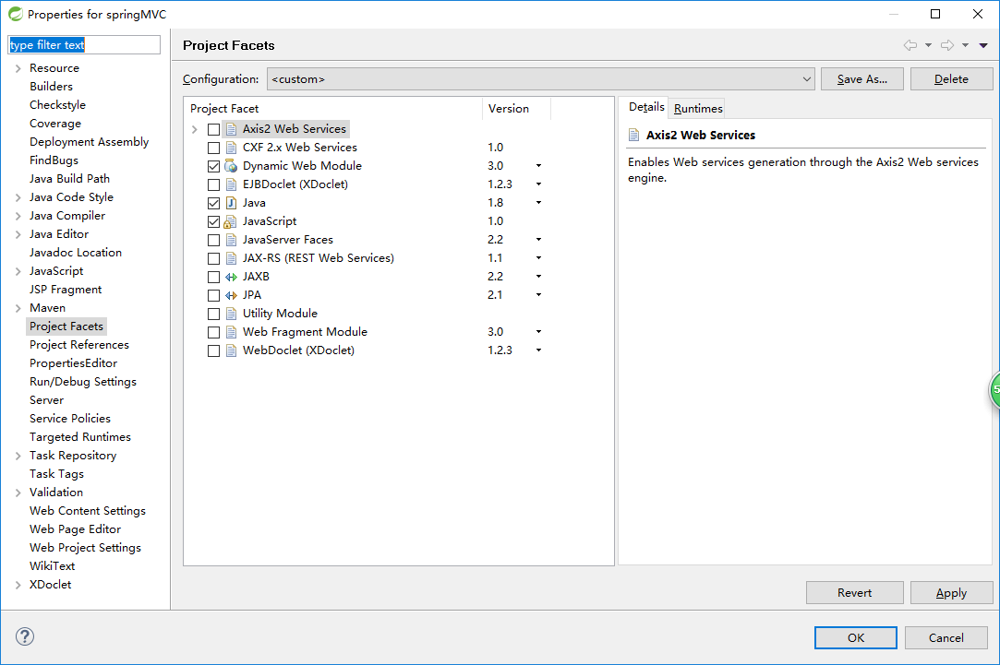 Properties for springMVC
type filter text
Resource
Builders
Checkstyle
Coverage
Deployment Assembly
FindBugs
Java Build Path
Java Code Style
Java Compiler
Java Editor
Javadoc Location
JavaScript
JSP Fragment
Maven
Project Facets
Project References
PropertiesEditor
Run/Debug Settings
Server
Service Policies
Targeted Runtimes
Task Repository
Task Tags
Validation
Web Content Settings
Web Page Editor
Web Project Settings
WikiText
XDoclet
Project Facets
Configuration: <custom> Save As... Delete
Project Facet Version
Axis2 Web Services
CXF 2.x Web Services 1.0
Dynamic Web Module 3.0
EJBDoclet (XDoclet) 1.2.3
Java 1.8
JavaScript 1.0
JavaServer Faces 2.2
JAX-RS (REST Web Services) 1.1
JAXB 2.2
JPA 2.1
Utility Module
Web Fragment Module 3.0
WebDoclet (XDoclet) 1.2.3
Details Runtimes
Axis2 Web Services
Enables Web services generation through the Axis2 Web services
engine.
Revert Apply
? OK Cancel